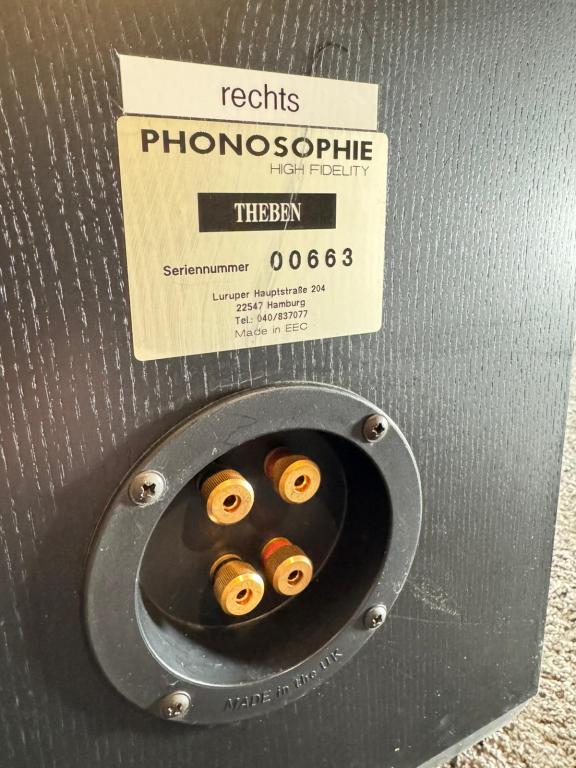 rechts
PHONOSOPHIE
HIGH FIDELITY
THEBEN
Seriennummer 00663
Luruper Hauptstraße 204
22547 Hamburg
Tel.: 040/837077
Made in EEC
MADE in the UK